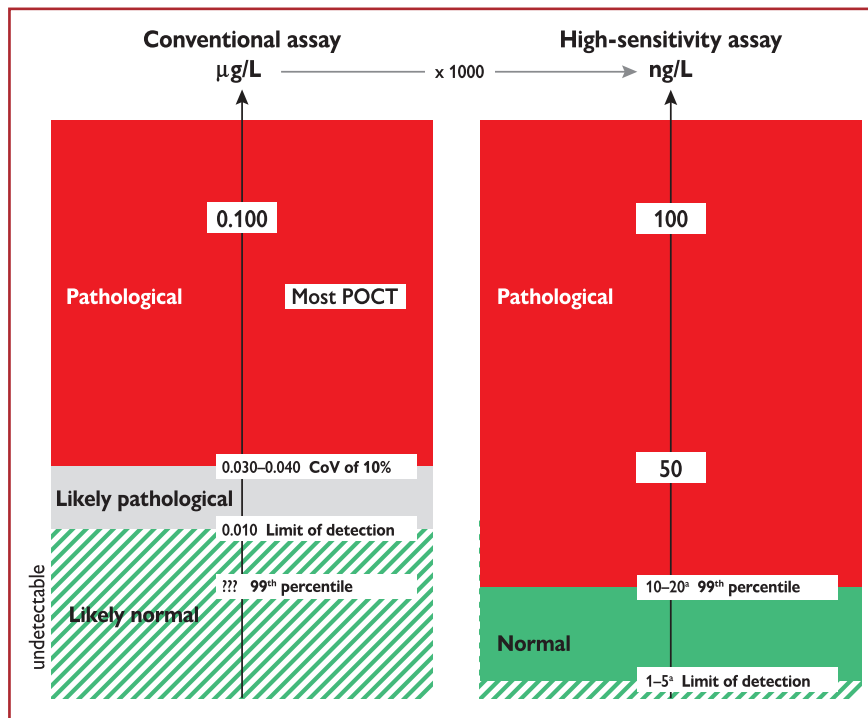 Conventional assay
μg/L
x 1000
High-sensitivity assay
ng/L
0.100
Pathological
Most POCT
0.030–0.040 CoV of 10%
Likely pathological
0.010 Limit of detection
??? 99th percentile
Likely normal
undetectable
100
Pathological
50
10–20ª 99th percentile
Normal
1–5ª Limit of detection